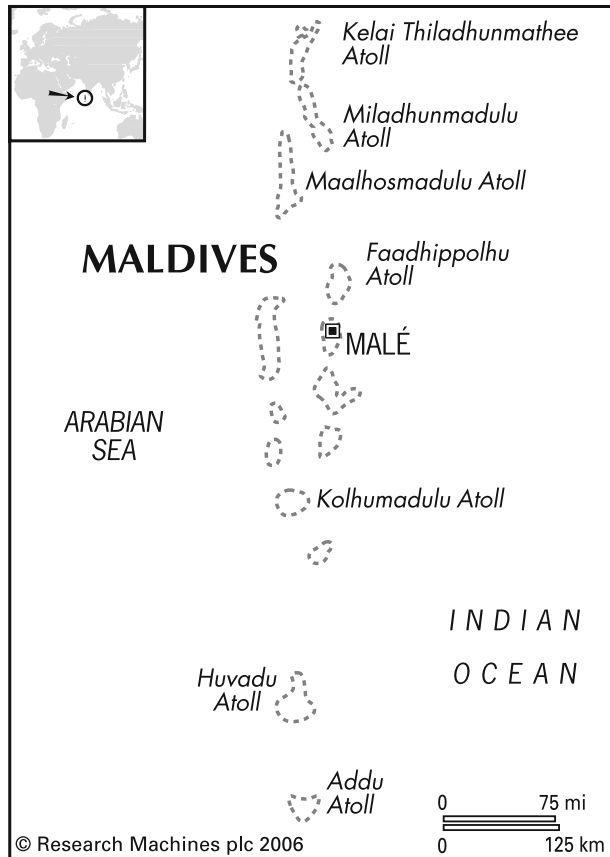 Kelai Thiladhunmathee
Atoll
Miladhunmadulu
Atoll
Maalhosmadulu Atoll
MALDIVES
Faadhippolhu
Atoll
MALÉ
ARABIAN
SEA
Kolhumadulu Atoll
INDIAN
OCEAN
Huvadu
Atoll
Addu
Atoll
0 75 mi
0 125 km
© Research Machines plc 2006